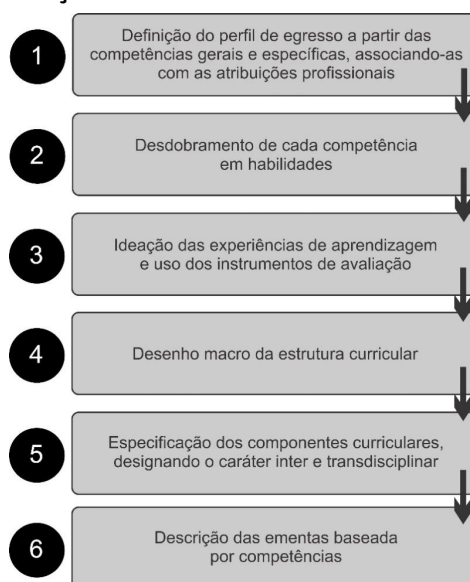 1
Definição do perfil de egresso a partir das
competências gerais e específicas, associando-as
com as atribuições profissionais
2
Desdobramento de cada competência
em habilidades
3
Ideação das experiências de aprendizagem
e uso dos instrumentos de avaliação
4
Desenho macro da estrutura curricular
5
Especificação dos componentes curriculares,
designando o caráter inter e transdisciplinar
6
Descrição das ementas baseada
por competências